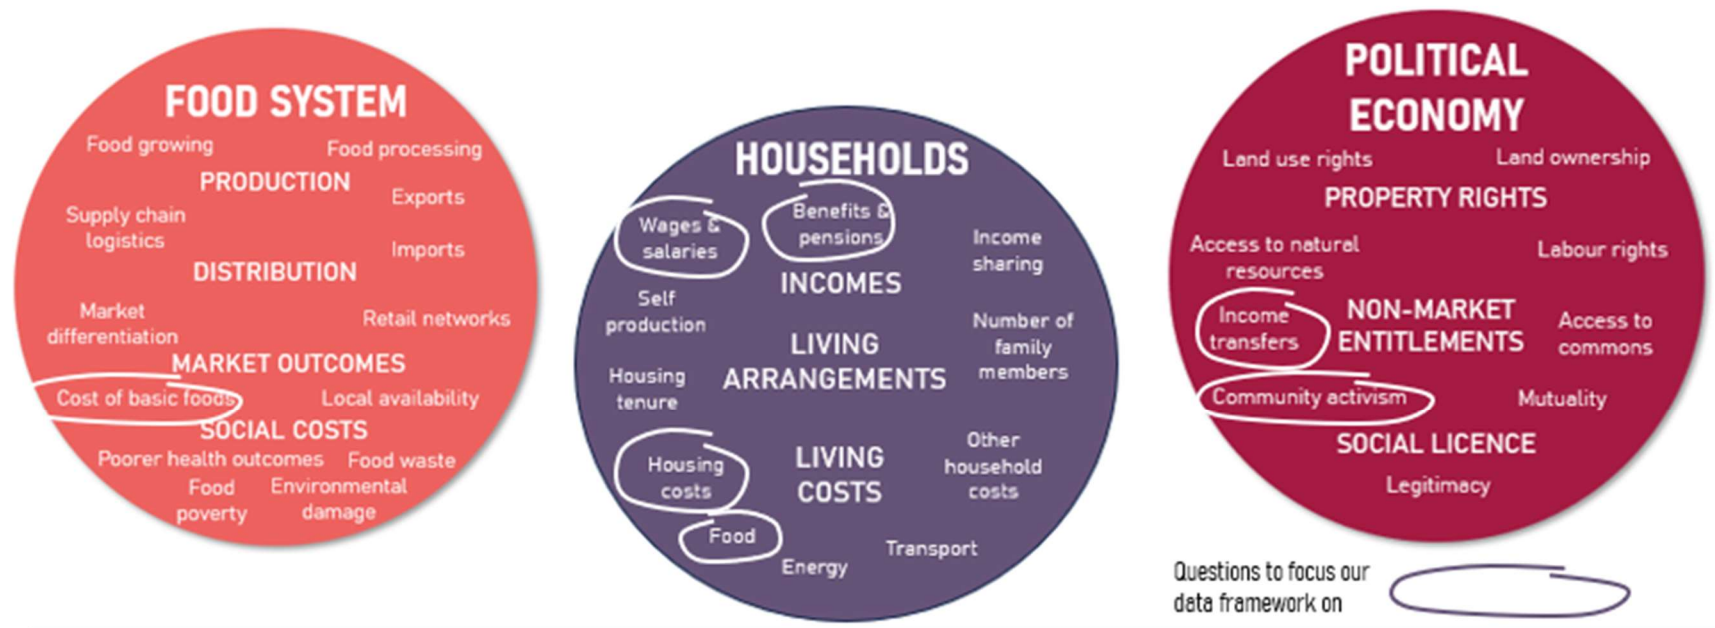 FOOD SYSTEM
Food growing
Food processing
PRODUCTION
Exports
Supply chain
logistics
Imports
DISTRIBUTION
Market
differentiation
Retail networks
MARKET OUTCOMES
Cost of basic foods
Local availability
SOCIAL COSTS
Poorer health outcomes
Food waste
Food
poverty
Environmental
damage
HOUSEHOLDS
Wages &
salaries
Benefits &
pensions
Income
sharing
INCOMES
Self
production
Number of
family
members
LIVING
ARRANGEMENTS
Housing
tenure
Housing
costs
LIVING
COSTS
Other
household
costs
Food
Energy
Transport
POLITICAL
ECONOMY
Land use rights
Land ownership
PROPERTY RIGHTS
Access to natural
resources
Labour rights
Income
transfers
NON-MARKET
ENTITLEMENTS
Access to
commons
Community activism
Mutuality
SOCIAL LICENCE
Legitimacy
Questions to focus our
data framework on